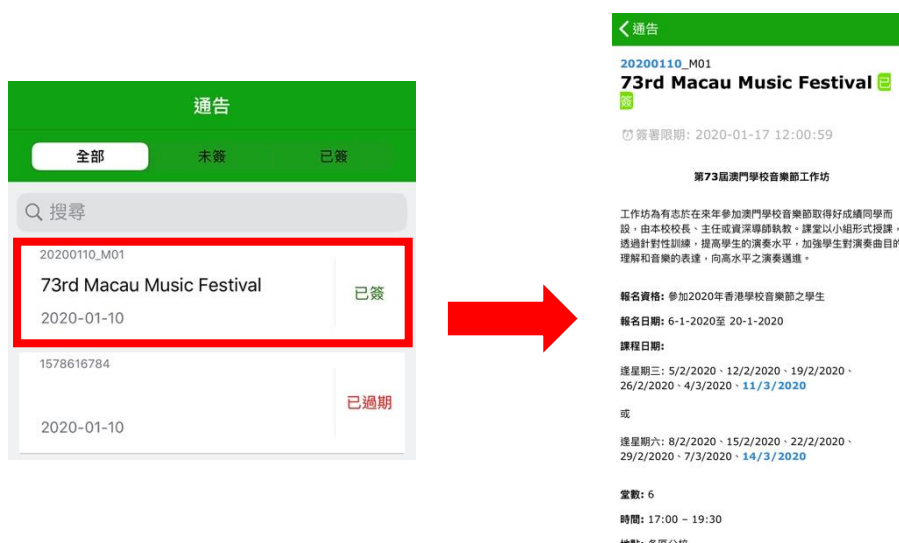 通告
全部 未簽 已簽
搜尋
20200110_M01
73rd Macau Music Festival
已簽
2020-01-10
1578616784
已過期
2020-01-10
通告
20200110_M01
73rd Macau Music Festival 已
簽
簽署限期: 2020-01-17 12:00:59
第73屆澳門學校音樂節工作坊
工作坊為有志於在來年參加澳門學校音樂節取得好成績同學而
設，由本校校長、主任或資深導師執教。課堂以小組形式授課，
透過針對性訓練，提高學生的演奏水平，加強學生對演奏曲目的
理解和音樂的表達，向高水平之演奏邁進。
報名資格: 參加2020年香港學校音樂節之學生
報名日期: 6-1-2020至 20-1-2020
課程日期:
逢星期三: 5/2/2020、12/2/2020、19/2/2020、
26/2/2020、4/3/2020、11/3/2020
或
逢星期六: 8/2/2020、15/2/2020、22/2/2020、
29/2/2020、7/3/2020、14/3/2020
堂數: 6
時間: 17:00 – 19:30
地點: 各區分校